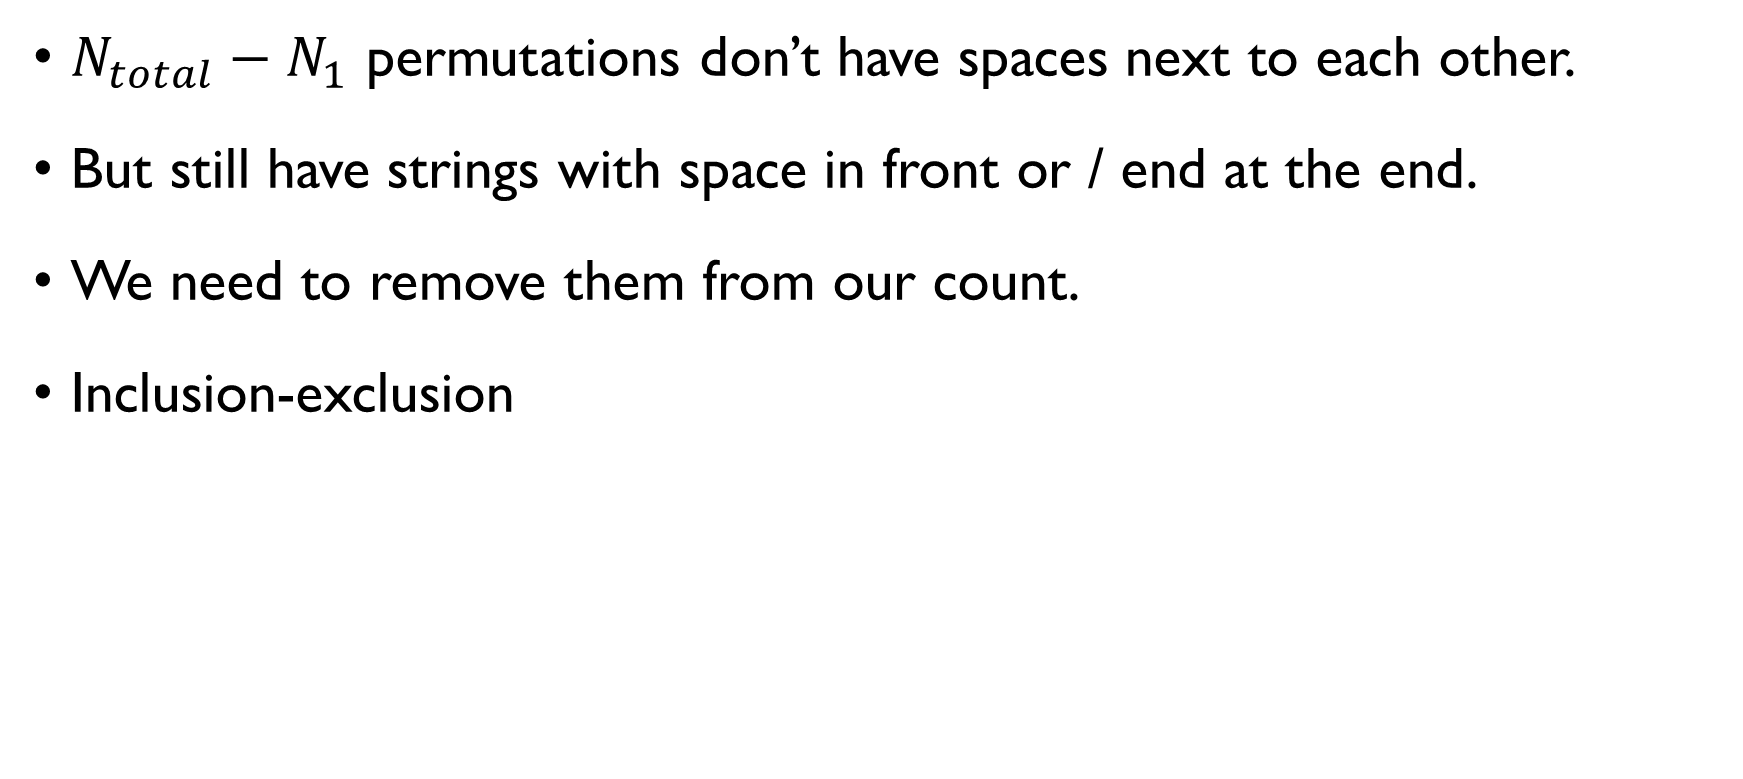 • N_total − N_1 permutations don’t have spaces next to each other.
• But still have strings with space in front or / end at the end.
• We need to remove them from our count.
• Inclusion-exclusion